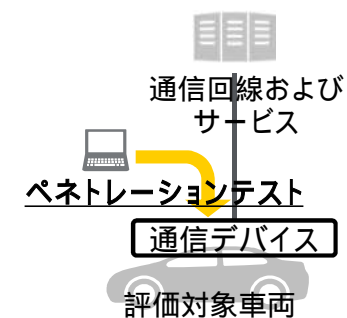 通信回線および
サービス
ペネトレーションテスト
通信デバイス
評価対象車両